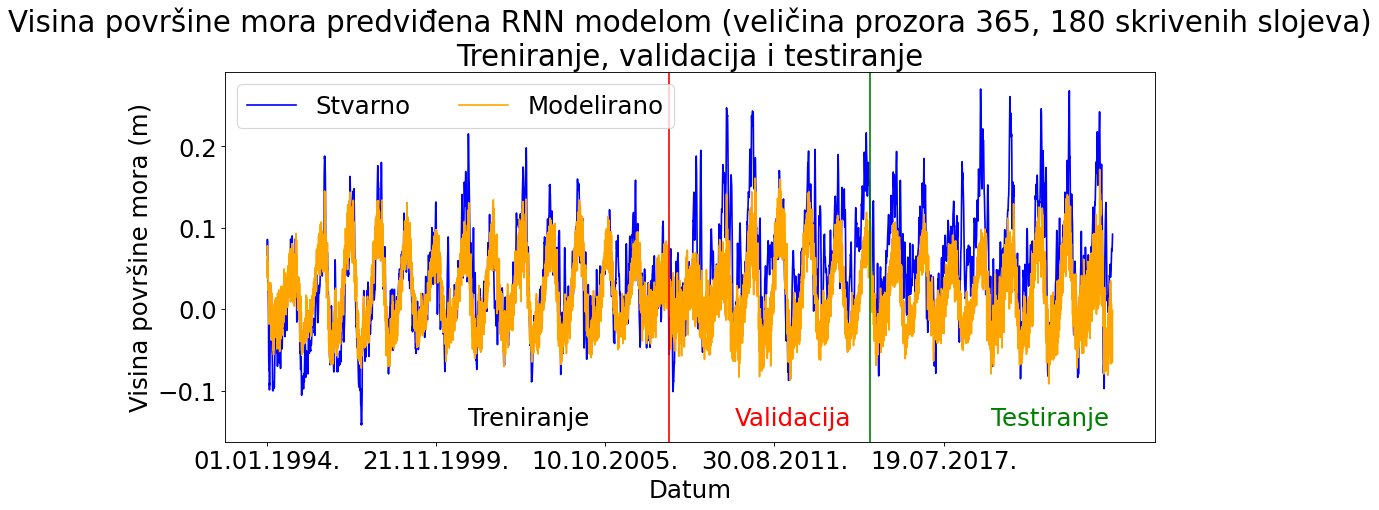 Visina površine mora predviđena RNN modelom (veličina prozora 365, 180 skrivenih slojeva)
Treniranje, validacija i testiranje
Stvarno
Modelirano
Visina površine mora (m)
0.2
0.1
0.0
−0.1
Treniranje
Validacija
Testiranje
01.01.1994.
21.11.1999.
10.10.2005.
30.08.2011.
19.07.2017.
Datum